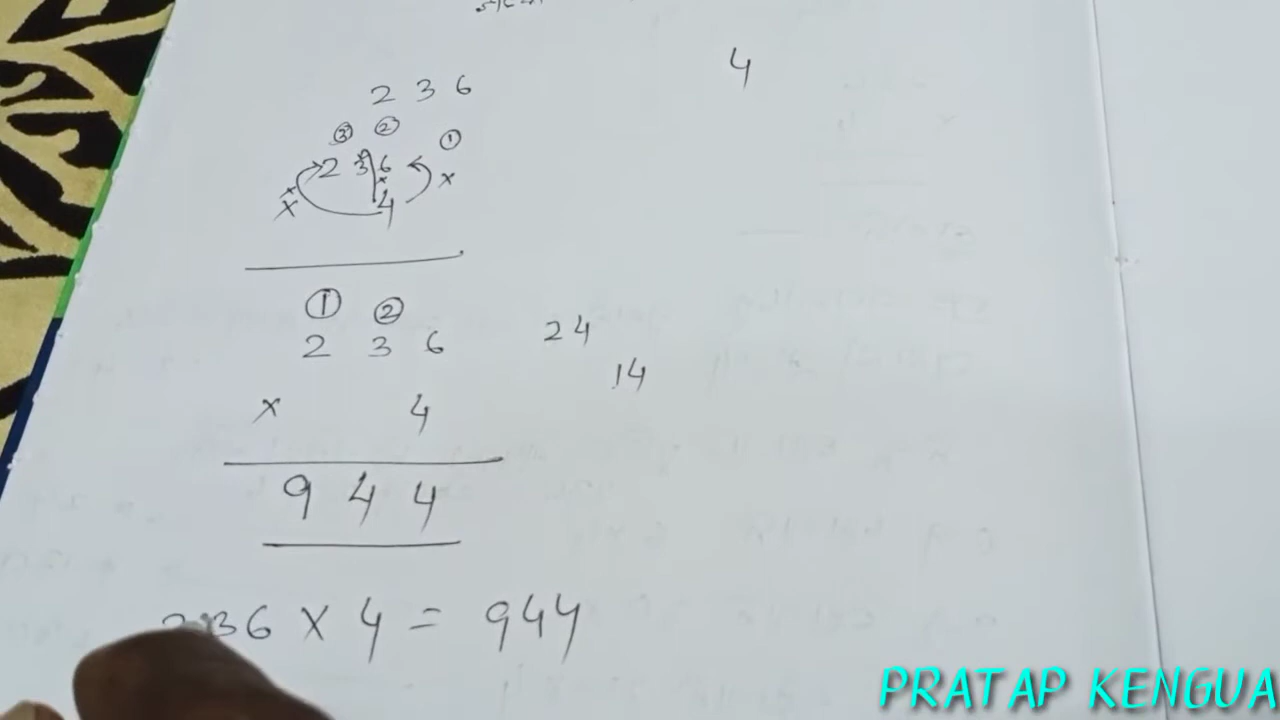 4
2 3 6
③ ② ①
2 3 6 x
x 4
① ②
2 3 6
24
14
x 4
9 4 4
236 x 4 = 944
PRATAP KENGUA